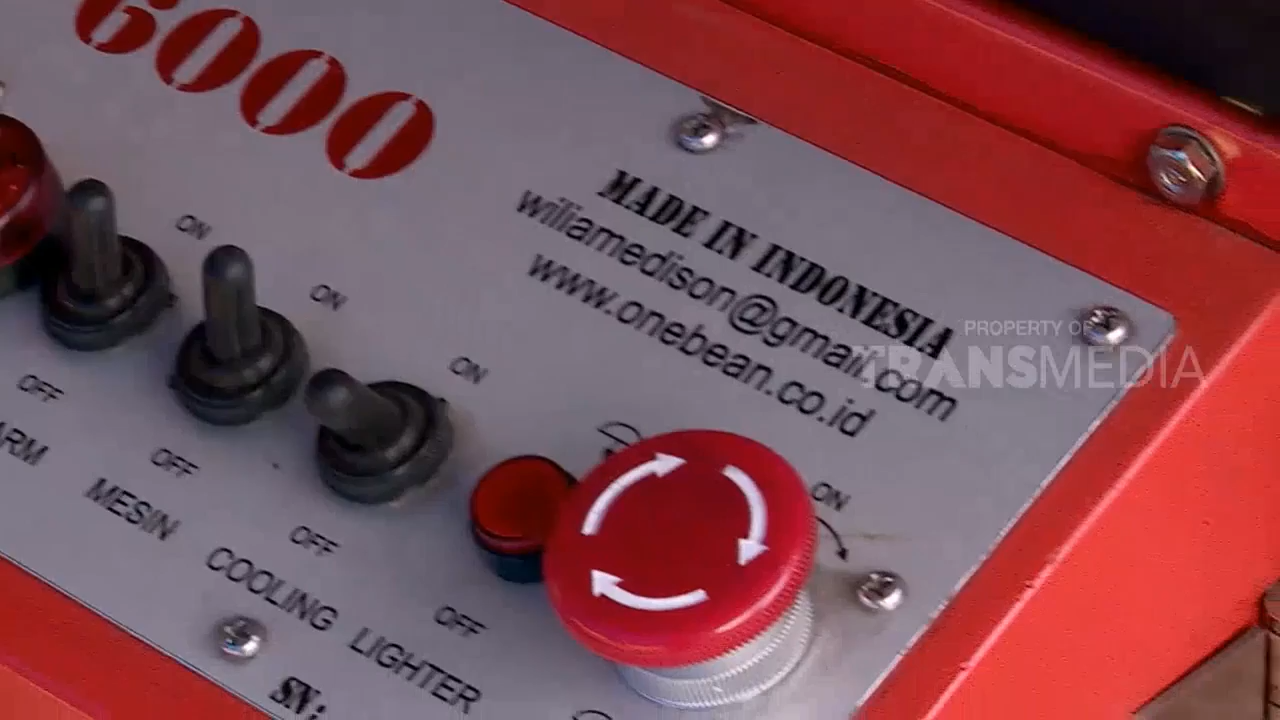 6000
MADE IN INDONESIA
wiliamedison@gmail.com
www.onebean.co.id
PROPERTY OF
TRANSMEDIA
ON
ON
ON
ON
OFF
OFF
OFF
OFF
MESIN
COOLING
LIGHTER
SN: